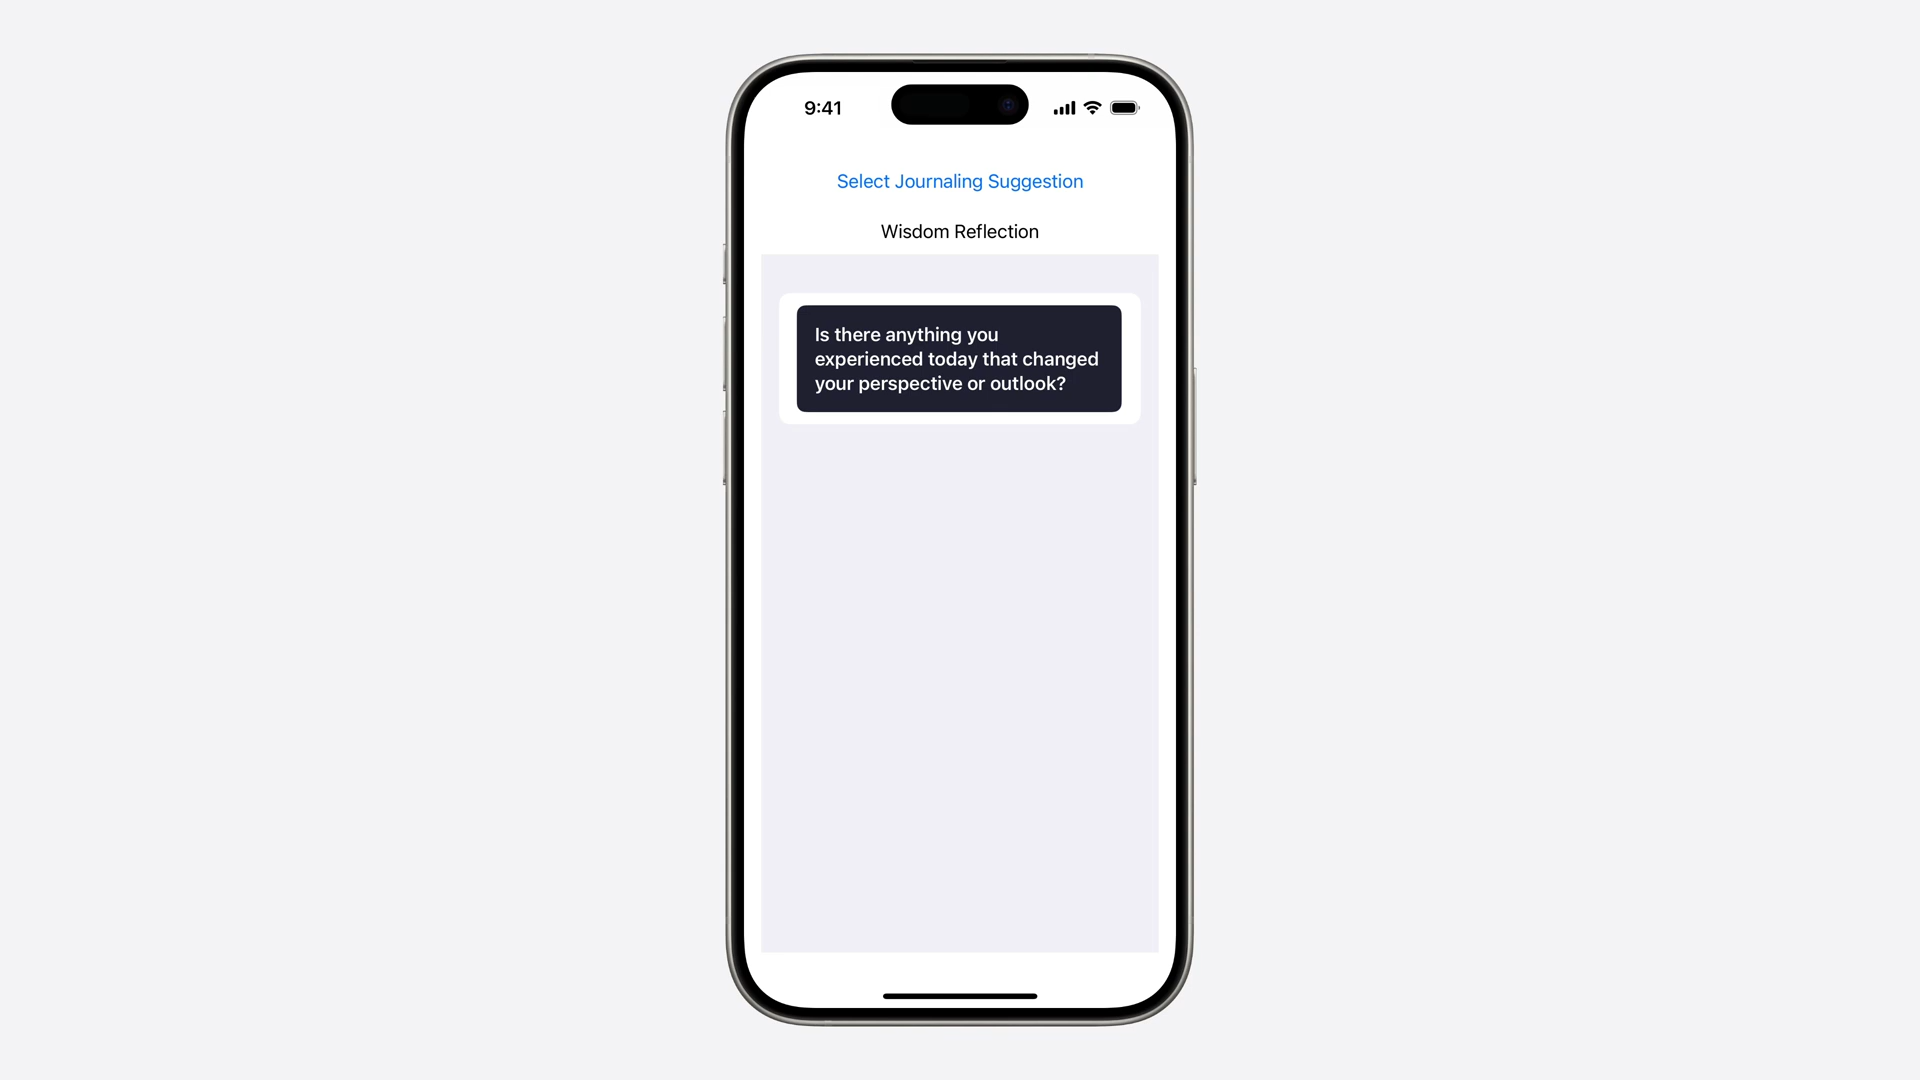 9:41
Select Journaling Suggestion
Wisdom Reflection
Is there anything you
experienced today that changed
your perspective or outlook?